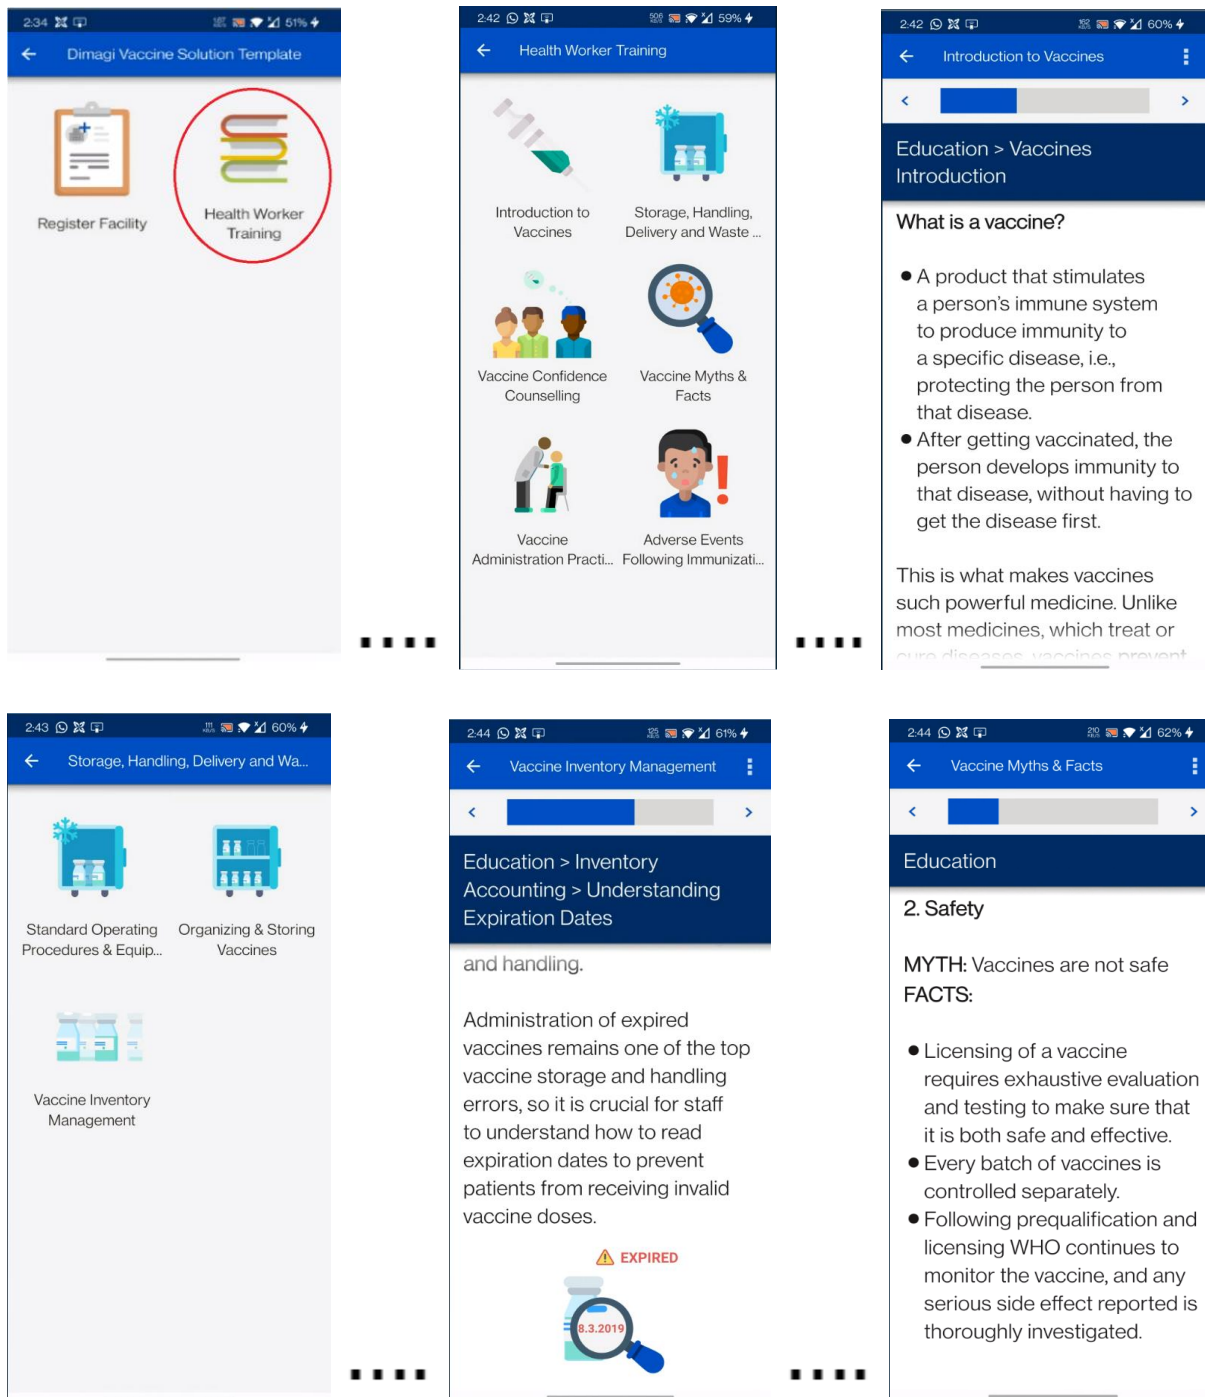 2:34 51%
Dimagi Vaccine Solution Template
Register Facility
Health Worker
Training
2:42 59%
Health Worker Training
Introduction to
Vaccines
Storage, Handling,
Delivery and Waste ...
Vaccine Confidence
Counselling
Vaccine Myths &
Facts
Vaccine
Administration Practi...
Adverse Events
Following Immunizati...
2:42 60%
Introduction to Vaccines
Education > Vaccines
Introduction
What is a vaccine?
● A product that stimulates
a person's immune system
to produce immunity to
a specific disease, i.e.,
protecting the person from
that disease.
● After getting vaccinated, the
person develops immunity to
that disease, without having to
get the disease first.
This is what makes vaccines
such powerful medicine. Unlike
most medicines, which treat or
cure diseases, vaccines prevent
2:43 60%
Storage, Handling, Delivery and Wa...
Standard Operating
Procedures & Equip...
Organizing & Storing
Vaccines
Vaccine Inventory
Management
2:44 61%
Vaccine Inventory Management
Education > Inventory
Accounting > Understanding
Expiration Dates
and handling.
Administration of expired
vaccines remains one of the top
vaccine storage and handling
errors, so it is crucial for staff
to understand how to read
expiration dates to prevent
patients from receiving invalid
vaccine doses.
EXPIRED
8.3.2019
2:44 62%
Vaccine Myths & Facts
Education
2. Safety
MYTH: Vaccines are not safe
FACTS:
● Licensing of a vaccine
requires exhaustive evaluation
and testing to make sure that
it is both safe and effective.
● Every batch of vaccines is
controlled separately.
● Following prequalification and
licensing WHO continues to
monitor the vaccine, and any
serious side effect reported is
thoroughly investigated.